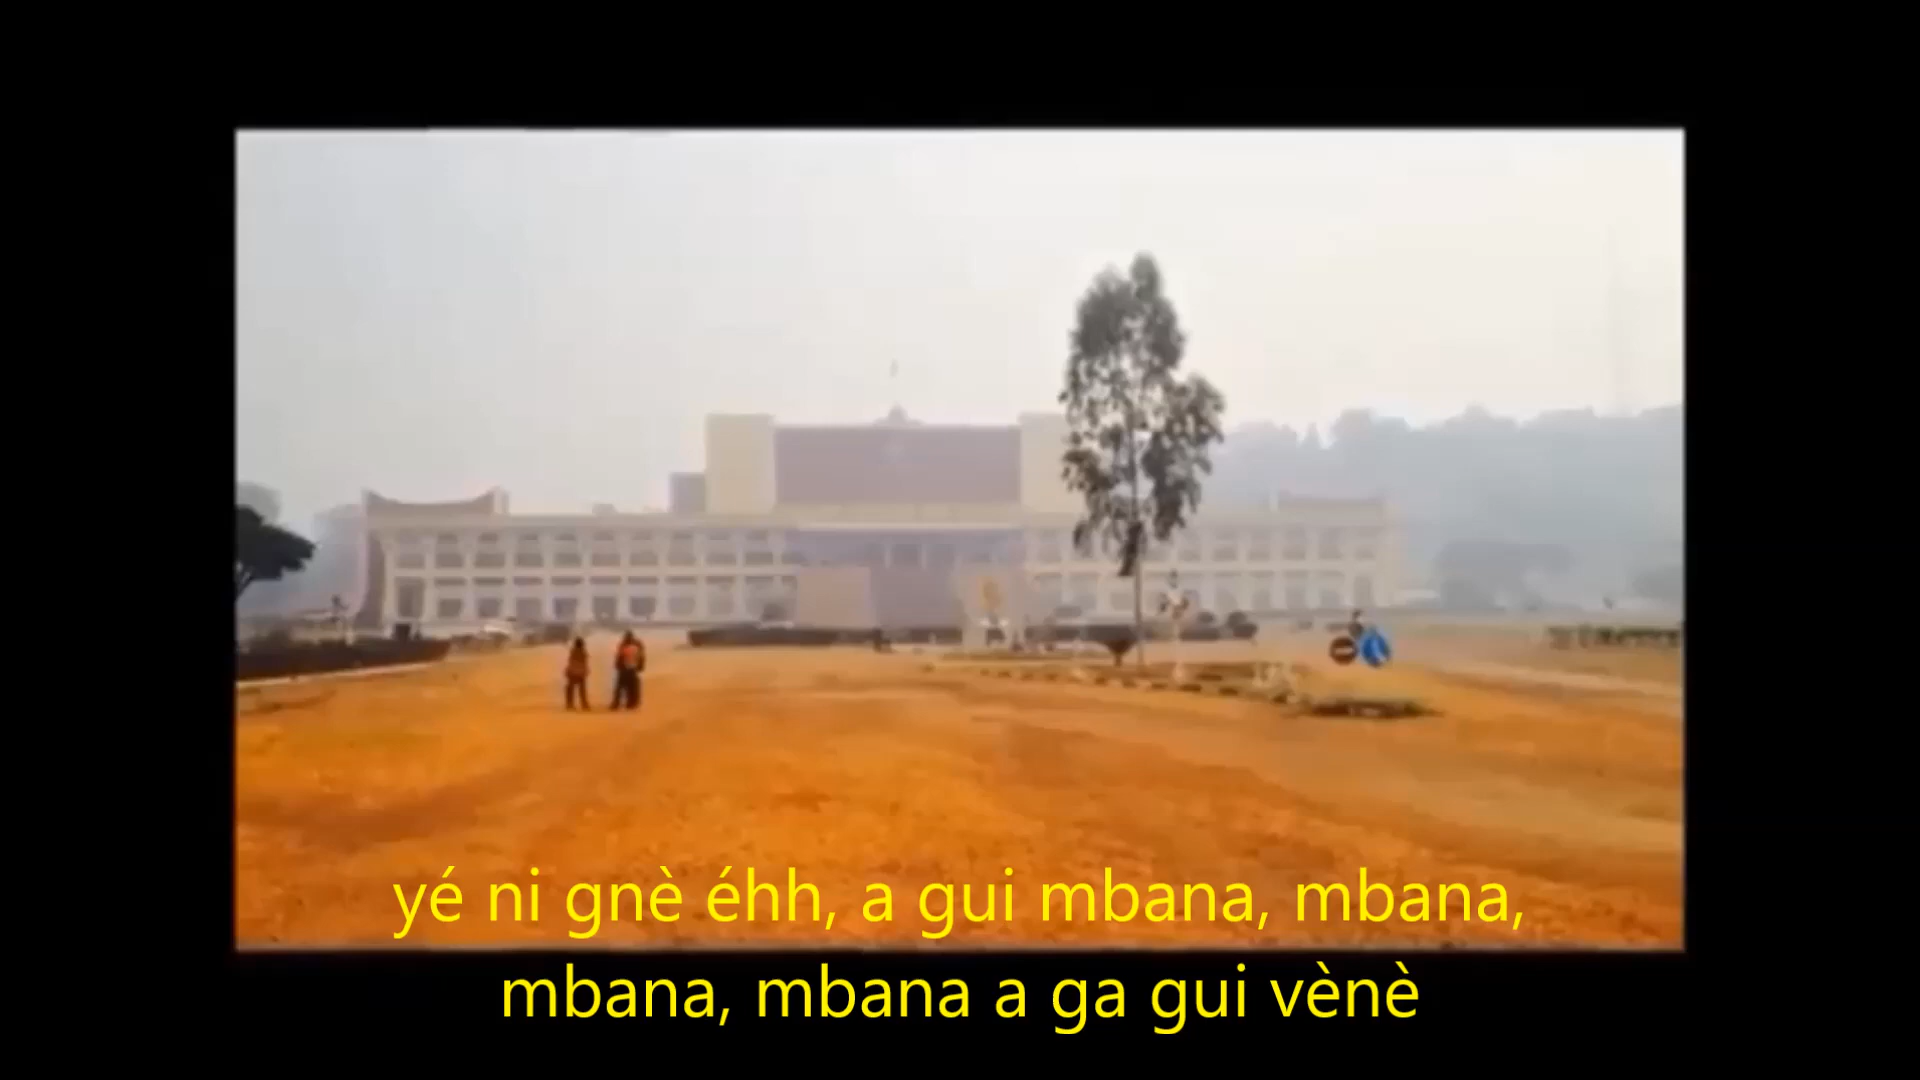 yé ni gnè éhh, a gui mbana, mbana,
mbana, mbana a ga gui vènè